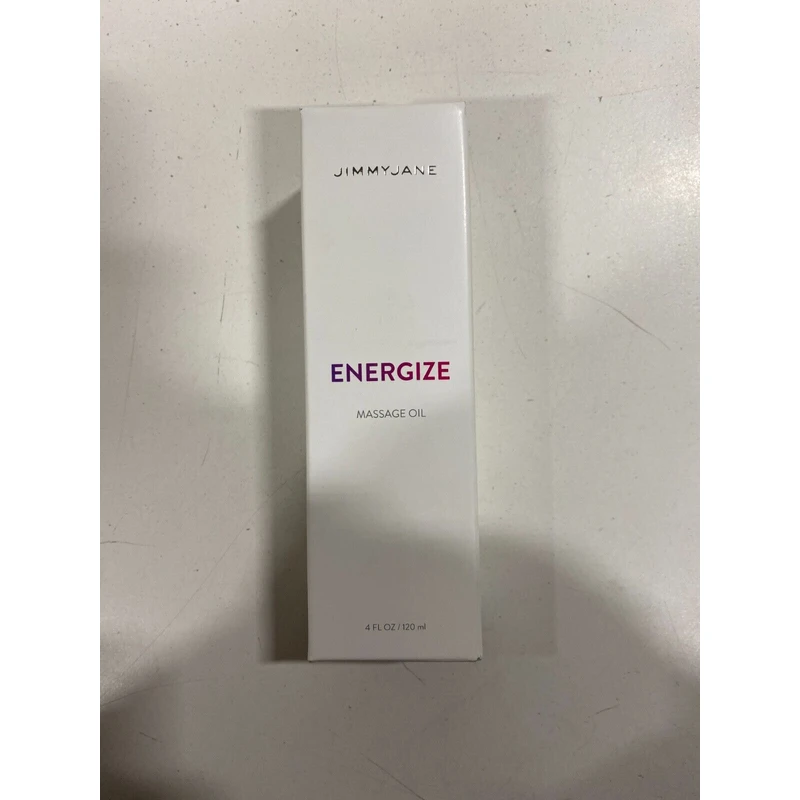 JIMMYJANE
ENERGIZE
MASSAGE OIL
4 FL OZ / 120 ml